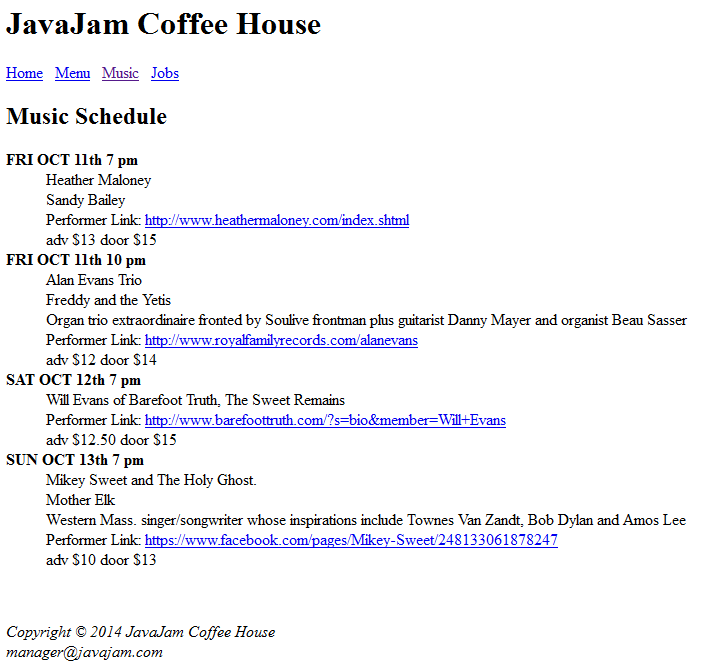 JavaJam Coffee House
Home Menu Music Jobs
Music Schedule
FRI OCT 11th 7 pm
Heather Maloney
Sandy Bailey
Performer Link: http://www.heathermaloney.com/index.shtml
adv $13 door $15
FRI OCT 11th 10 pm
Alan Evans Trio
Freddy and the Yetis
Organ trio extraordinaire fronted by Soulive frontman plus guitarist Danny Mayer and organist Beau Sasser
Performer Link: http://www.royalfamilyrecords.com/alanevans
adv $12 door $14
SAT OCT 12th 7 pm
Will Evans of Barefoot Truth, The Sweet Remains
Performer Link: http://www.barefoottruth.com/?s=bio&member=Will+Evans
adv $12.50 door $15
SUN OCT 13th 7 pm
Mikey Sweet and The Holy Ghost.
Mother Elk
Western Mass. singer/songwriter whose inspirations include Townes Van Zandt, Bob Dylan and Amos Lee
Performer Link: https://www.facebook.com/pages/Mikey-Sweet/248133061878247
adv $10 door $13
Copyright © 2014 JavaJam Coffee House
manager@javajam.com